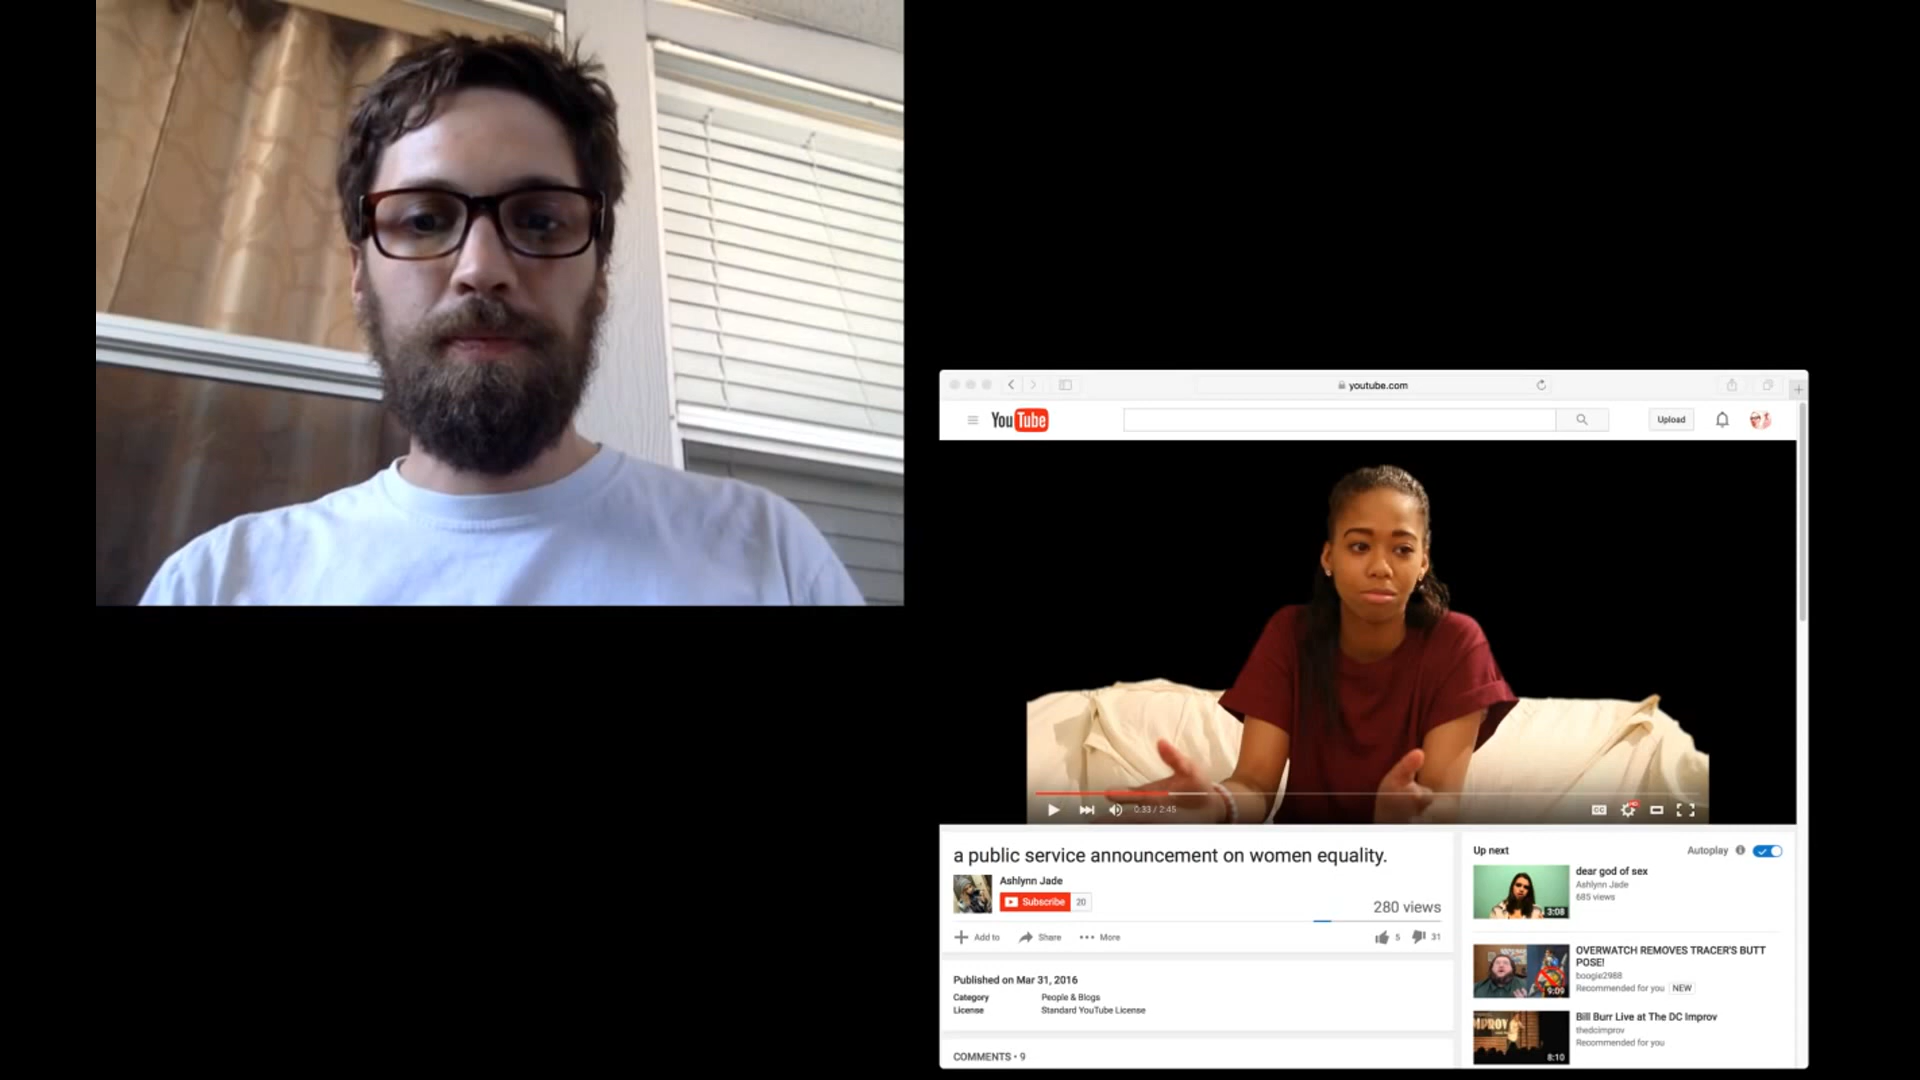 youtube.com
YouTube
Upload
0:33 / 2:45
CC
HD
a public service announcement on women equality.
Ashlynn Jade
Subscribe 20
280 views
Add to Share More
5 31
Published on Mar 31, 2016
Category People & Blogs
License Standard YouTube License
COMMENTS • 9
Up next Autoplay
dear god of sex
Ashlynn Jade
685 views
3:08
OVERWATCH REMOVES TRACER'S BUTT
POSE!
boogie2988
Recommended for you NEW
9:09
Bill Burr Live at The DC Improv
thedcimprov
Recommended for you
8:10